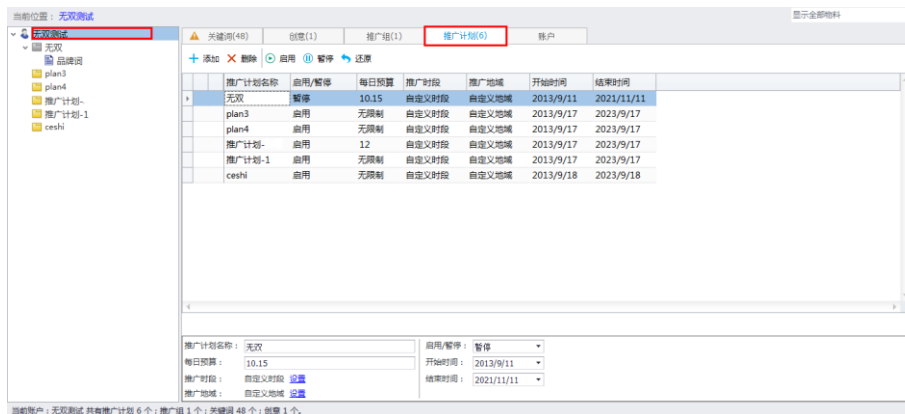 当前位置： 无双测试 显示全部物料
无双测试
无双
品牌词
plan3
plan4
推广计划-
推广计划-1
ceshi
关键词(48) 创意(1) 推广组(1) 推广计划(6) 账户
添加 删除 启用 暂停 还原
推广计划名称 启用/暂停 每日预算 推广时段 推广地域 开始时间 结束时间
无双 暂停 10.15 自定义时段 自定义地域 2013/9/11 2021/11/11
plan3 启用 无限制 自定义时段 自定义地域 2013/9/17 2023/9/17
plan4 启用 无限制 自定义时段 自定义地域 2013/9/17 2023/9/17
推广计划- 启用 12 自定义时段 自定义地域 2013/9/17 2023/9/17
推广计划-1 启用 无限制 自定义时段 自定义地域 2013/9/17 2023/9/17
ceshi 启用 无限制 自定义时段 自定义地域 2013/9/18 2023/9/18
推广计划名称： 无双 启用/暂停： 暂停
每日预算： 10.15 开始时间： 2013/9/11
推广时段： 自定义时段 设置 结束时间： 2021/11/11
推广地域： 自定义地域 设置
当前账户：无双测试 共有推广计划 6 个；推广组 1 个；关键词 48 个；创意 1 个。